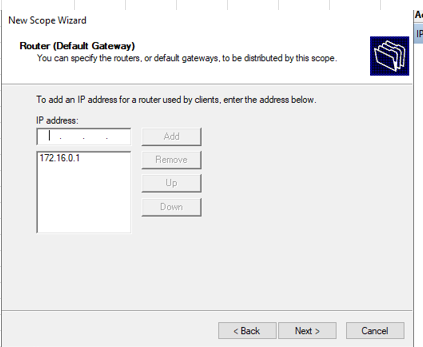 New Scope Wizard
Router (Default Gateway)
You can specify the routers, or default gateways, to be distributed by this scope.
To add an IP address for a router used by clients, enter the address below.
IP address:
. . .
Add
172.16.0.1
Remove
Up
Down
< Back
Next >
Cancel